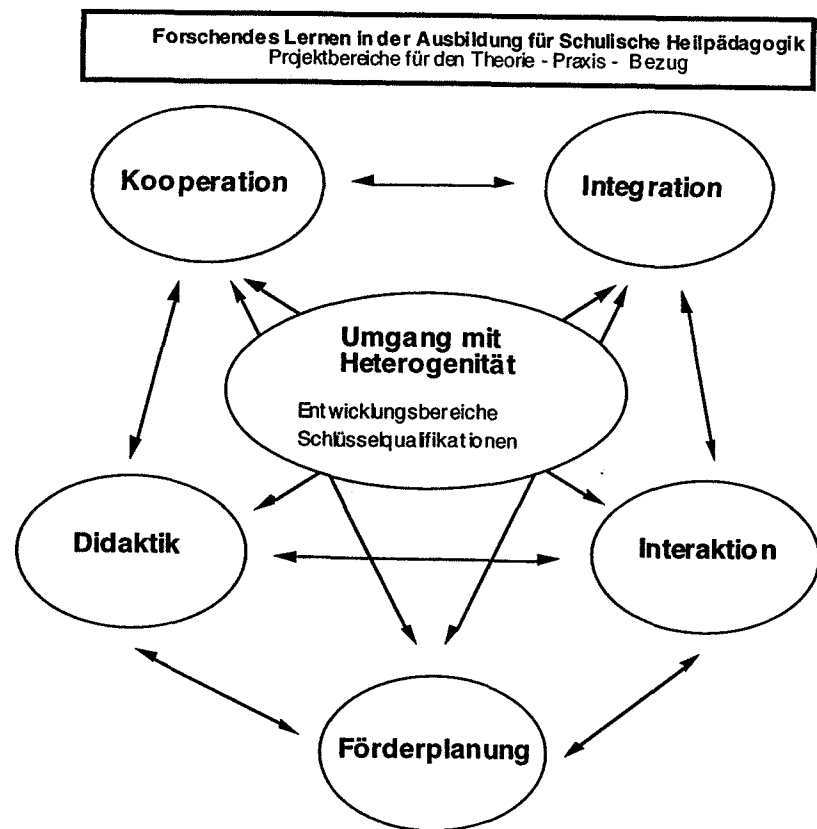 Forschendes Lernen in der Ausbildung für Schulische Heilpädagogik
Projektbereiche für den Theorie - Praxis - Bezug
Kooperation
Integration
Umgang mit
Heterogenität
Entwicklungsbereiche
Schlüsselqualifikationen
Didaktik
Interaktion
Förderplanung